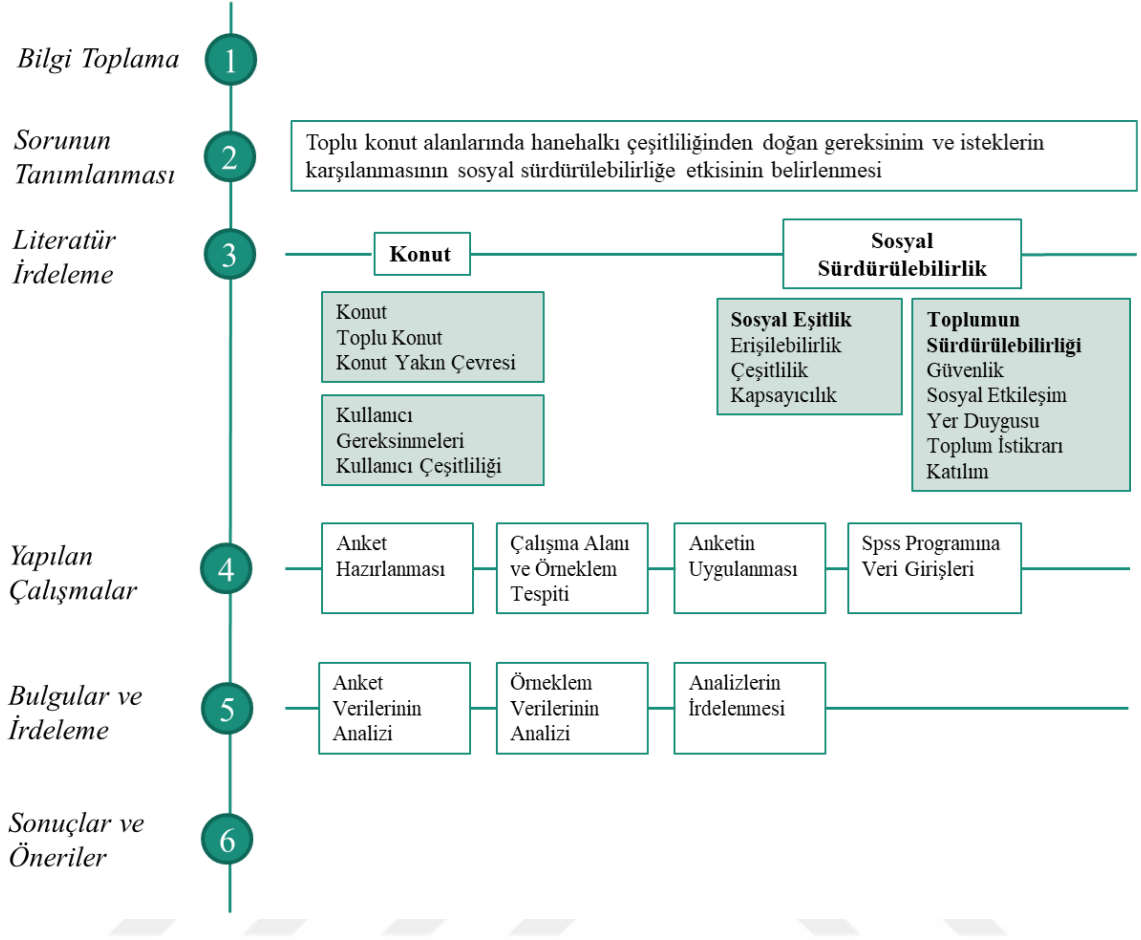 Bilgi Toplama
1
Sorunun
Tanımlanması
2
Toplu konut alanlarında hanehalkı çeşitliliğinden doğan gereksinim ve isteklerin
karşılanmasının sosyal sürdürülebilirliğe etkisinin belirlenmesi
Literatür
İrdeleme
3
Konut
Konut
Toplu Konut
Konut Yakın Çevresi
Kullanıcı
Gereksinmeleri
Kullanıcı Çeşitliliği
Sosyal
Sürdürülebilirlik
Sosyal Eşitlik
Erişilebilirlik
Çeşitlilik
Kapsayıcılık
Toplumun
Sürdürülebilirliği
Güvenlik
Sosyal Etkileşim
Yer Duygusu
Toplum İstikrarı
Katılım
Yapılan
Çalışmalar
4
Anket
Hazırlanması
Çalışma Alanı
ve Örneklem
Tespiti
Anketin
Uygulanması
Spss Programına
Veri Girişleri
Bulgular ve
İrdeleme
5
Anket
Verilerinin
Analizi
Örneklem
Verilerinin
Analizi
Analizlerin
İrdelenmesi
Sonuçlar ve
Öneriler
6